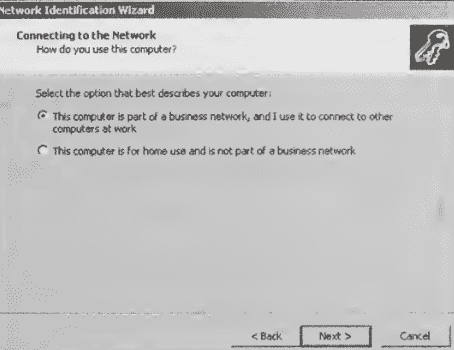 Network Identification Wizard
Connecting to the Network
How do you use this computer?
Select the option that best describes your computer:
This computer is part of a business network, and I use it to connect to other
computers at work
This computer is for home use and is not part of a business network
< Back
Next >
Cancel